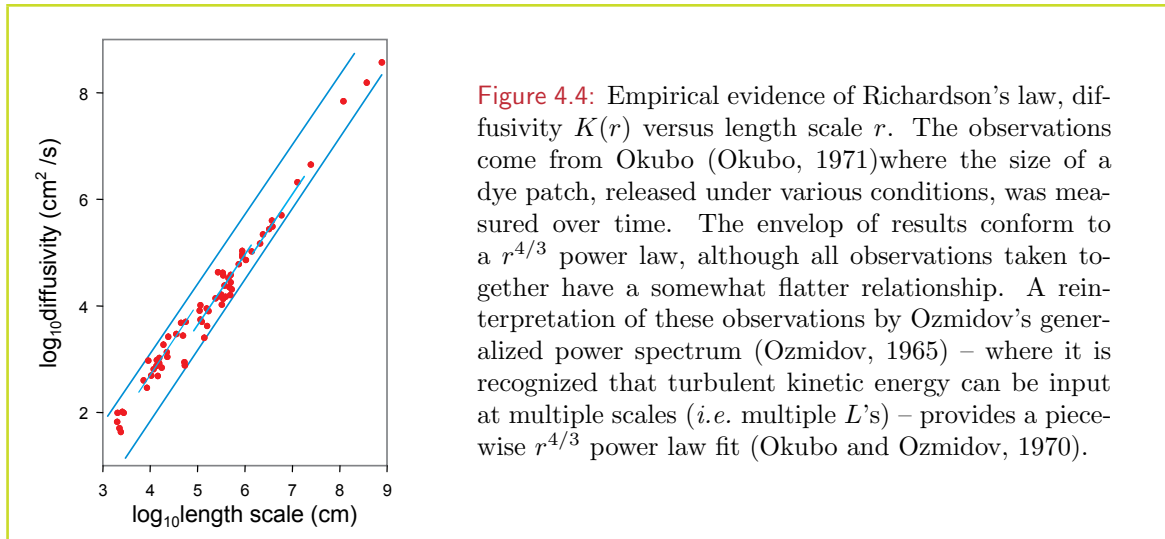 8
6
4
2
log10diffusivity (cm2 /s)
3 4 5 6 7 8 9
log10length scale (cm)
Figure 4.4: Empirical evidence of Richardson's law, dif-
fusivity K(r) versus length scale r. The observations
come from Okubo (Okubo, 1971)where the size of a
dye patch, released under various conditions, was mea-
sured over time. The envelop of results conform to
a r4/3 power law, although all observations taken to-
gether have a somewhat flatter relationship. A rein-
terpretation of these observations by Ozmidov's gener-
alized power spectrum (Ozmidov, 1965) – where it is
recognized that turbulent kinetic energy can be input
at multiple scales (i.e. multiple L's) – provides a piece-
wise r4/3 power law fit (Okubo and Ozmidov, 1970).